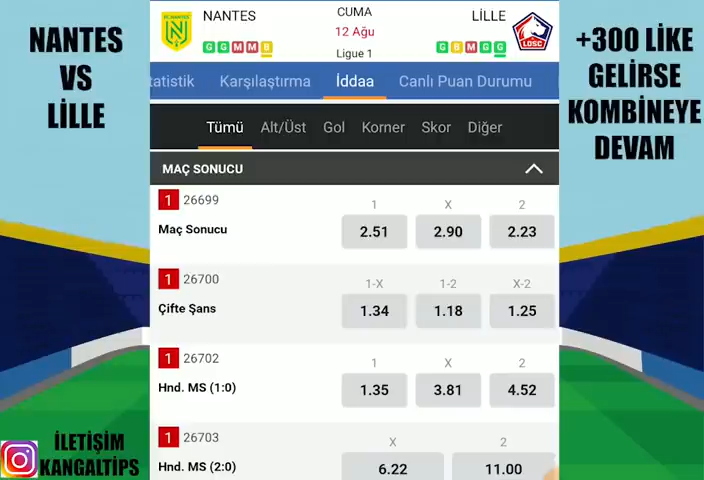 NANTES
VS
LİLLE
NANTES
G G M M B
CUMA
12 Ağu
Ligue 1
LİLLE
G B M G G
LOSC
+300 LİKE
GELİRSE
KOMBİNEYE
DEVAM
tatistik Karşılaştırma İddaa Canlı Puan Durumu
Tümü Alt/Üst Gol Korner Skor Diğer
MAÇ SONUCU
1 26699
Maç Sonucu
1 X 2
2.51 2.90 2.23
1 26700
Çifte Şans
1-X 1-2 X-2
1.34 1.18 1.25
1 26702
Hnd. MS (1:0)
1 X 2
1.35 3.81 4.52
1 26703
Hnd. MS (2:0)
X 2
6.22 11.00
İLETİŞİM
KANGALTİPS